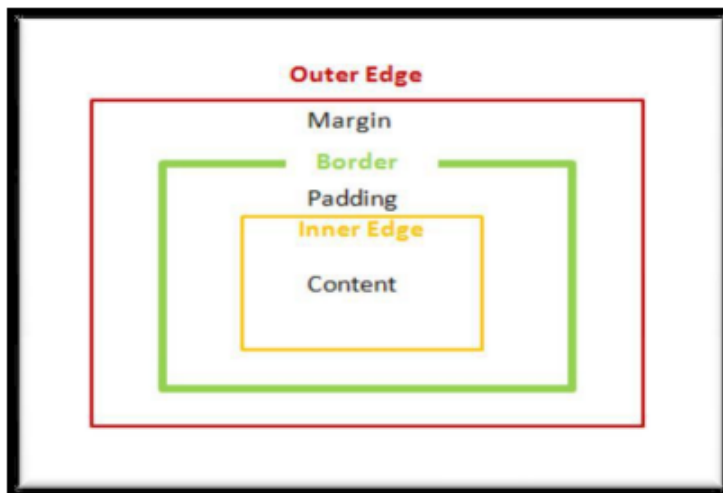 Outer Edge
Margin
Border
Padding
Inner Edge
Content